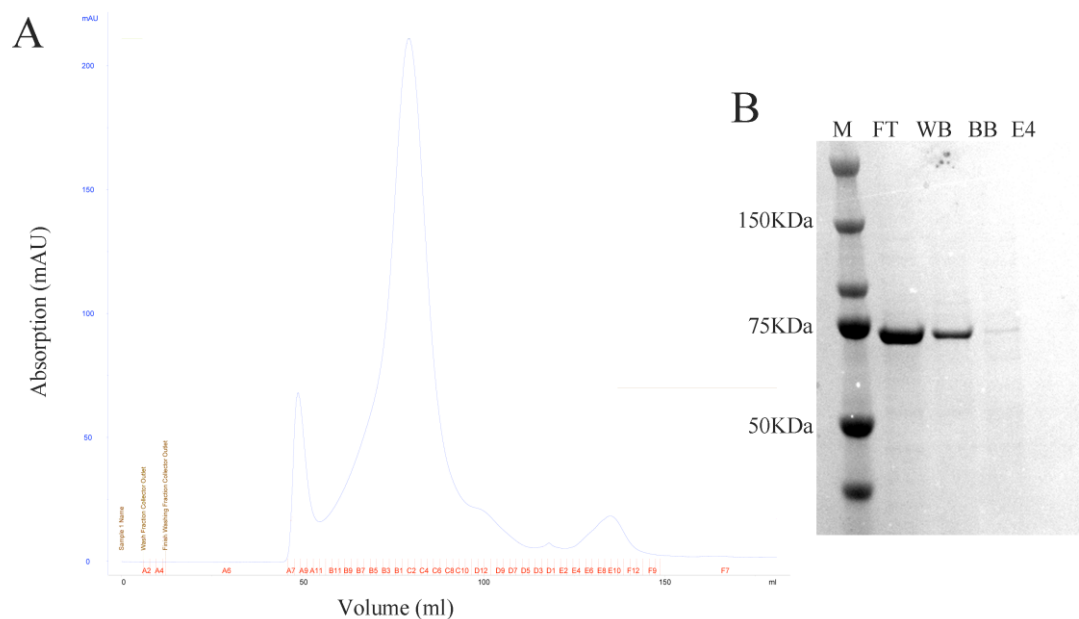 A
mAU
200
150
100
50
0
Absorption (mAU)
Sample 1 Name
Wash Fraction Collector Outlet
Finish Washing Fraction Collector Outlet
A2 A4 A6 A7 A9 A11 B11 B9 B7 B5 B3 B1 C2 C4 C6 C8 C10 D12 D9 D7 D5 D3 D1 E2 E4 E6 E8 E10 F12 F9 F7
0 50 100 150 ml
Volume (ml)
B
M FT WB BB E4
150KDa
75KDa
50KDa